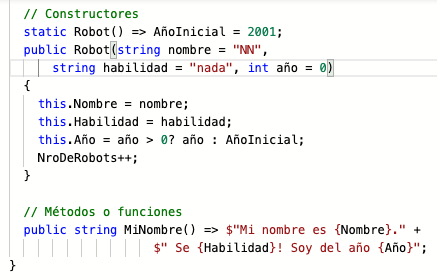 // Constructores
static Robot() => AñoInicial = 2001;
public Robot(string nombre = "NN",
string habilidad = "nada", int año = 0)
{
this.Nombre = nombre;
this.Habilidad = habilidad;
this.Año = año > 0? año : AñoInicial;
NroDeRobots++;
}
// Métodos o funciones
public string MiNombre() => $"Mi nombre es {Nombre}." +
$" Se {Habilidad}! Soy del año {Año}";
}